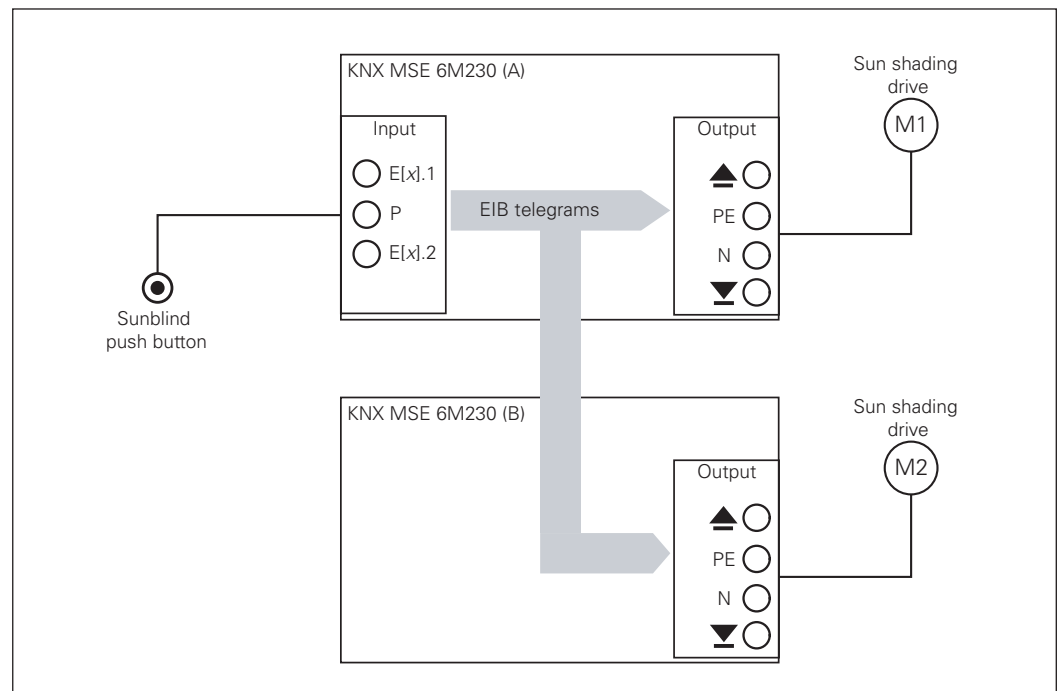 KNX MSE 6M230 (A)
Input
E[x].1
P
E[x].2
EIB telegrams
Output
PE
N
Sun shading
drive
M1
Sunblind
push button
KNX MSE 6M230 (B)
Output
PE
N
Sun shading
drive
M2